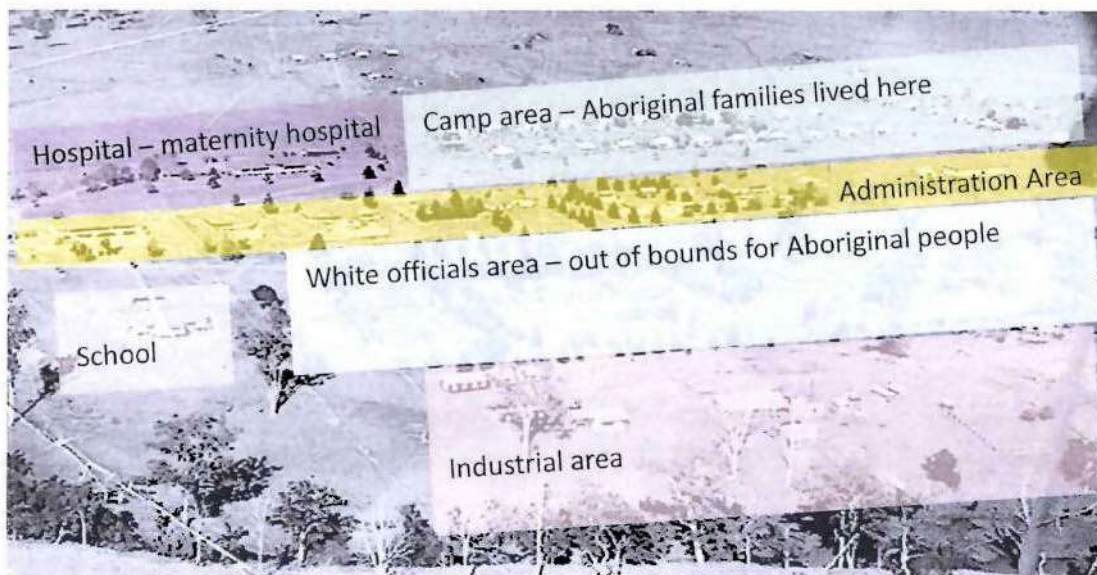 Camp area – Aboriginal families lived here
Hospital – maternity hospital
Administration Area
White officials area – out of bounds for Aboriginal people
School
Industrial area